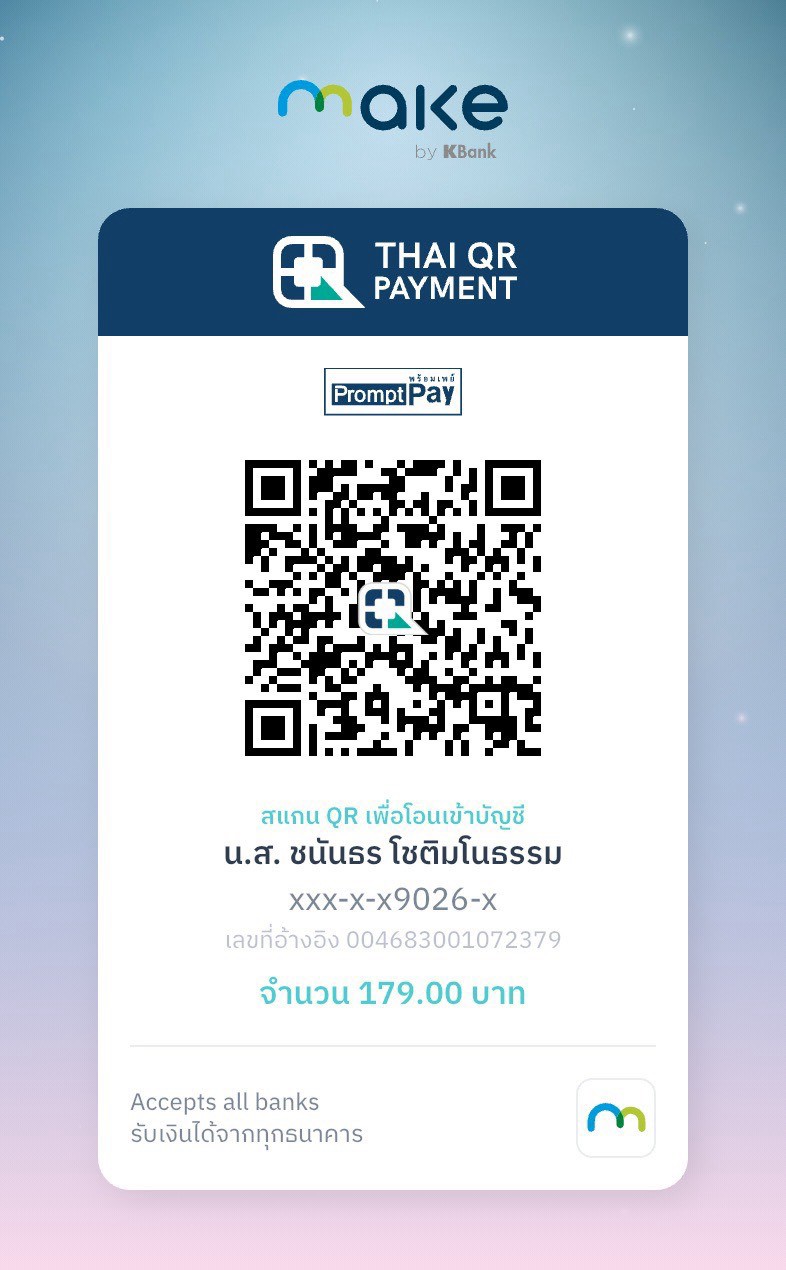 make
by KBank
THAI QR
PAYMENT
พร้อมเพย์
PromptPay
สแกน QR เพื่อโอนเข้าบัญชี
น.ส. ชนันธร โชติมโนธรรม
xxx-x-x9026-x
เลขที่อ้างอิง 004683001072379
จำนวน 179.00 บาท
Accepts all banks
รับเงินได้จากทุกธนาคาร